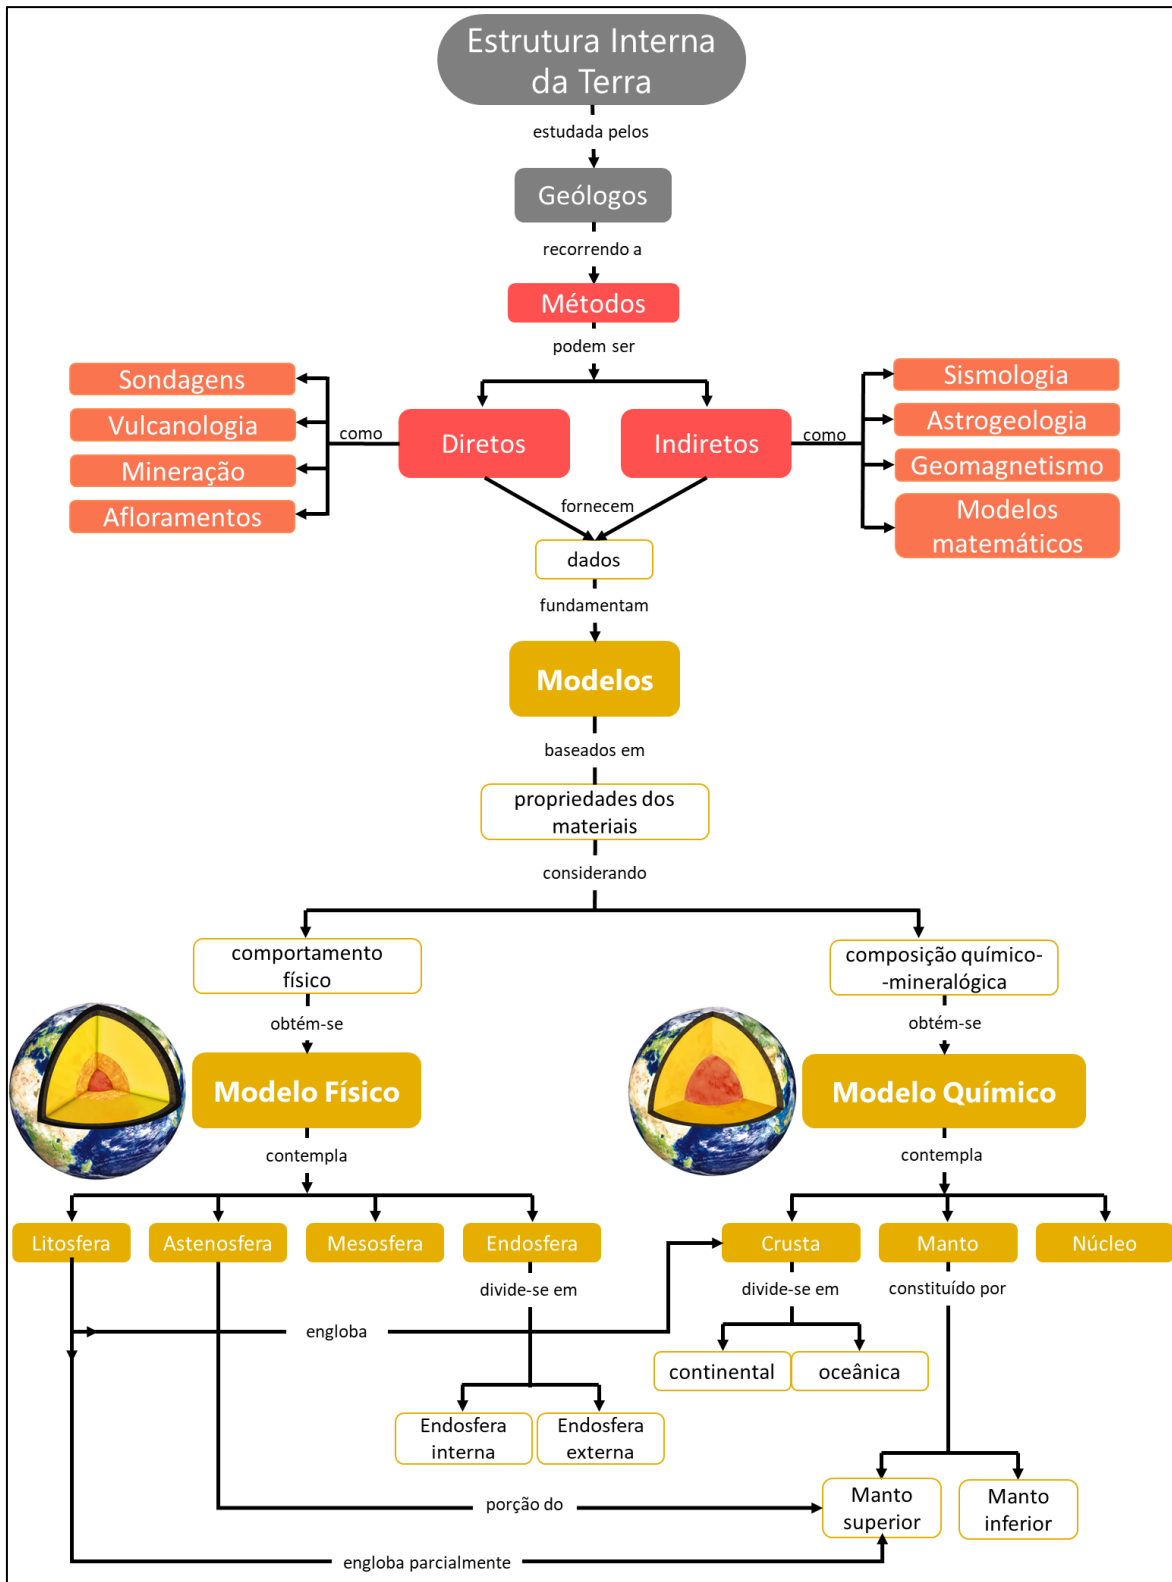 Estrutura Interna
da Terra
estudada pelos
Geólogos
recorrendo a
Métodos
podem ser
Sondagens
Vulcanologia
Mineração
Afloramentos
como
Diretos
Indiretos
como
Sismologia
Astrogeologia
Geomagnetismo
Modelos
matemáticos
fornecem
dados
fundamentam
Modelos
baseados em
propriedades dos
materiais
considerando
comportamento
físico
obtém-se
Modelo Físico
contempla
composição químico-
-mineralógica
obtém-se
Modelo Químico
contempla
Litosfera
Astenosfera
Mesosfera
Endosfera
Crusta
Manto
Núcleo
divide-se em
divide-se em
constituído por
engloba
continental
oceânica
Endosfera
interna
Endosfera
externa
porção do
Manto
superior
Manto
inferior
engloba parcialmente